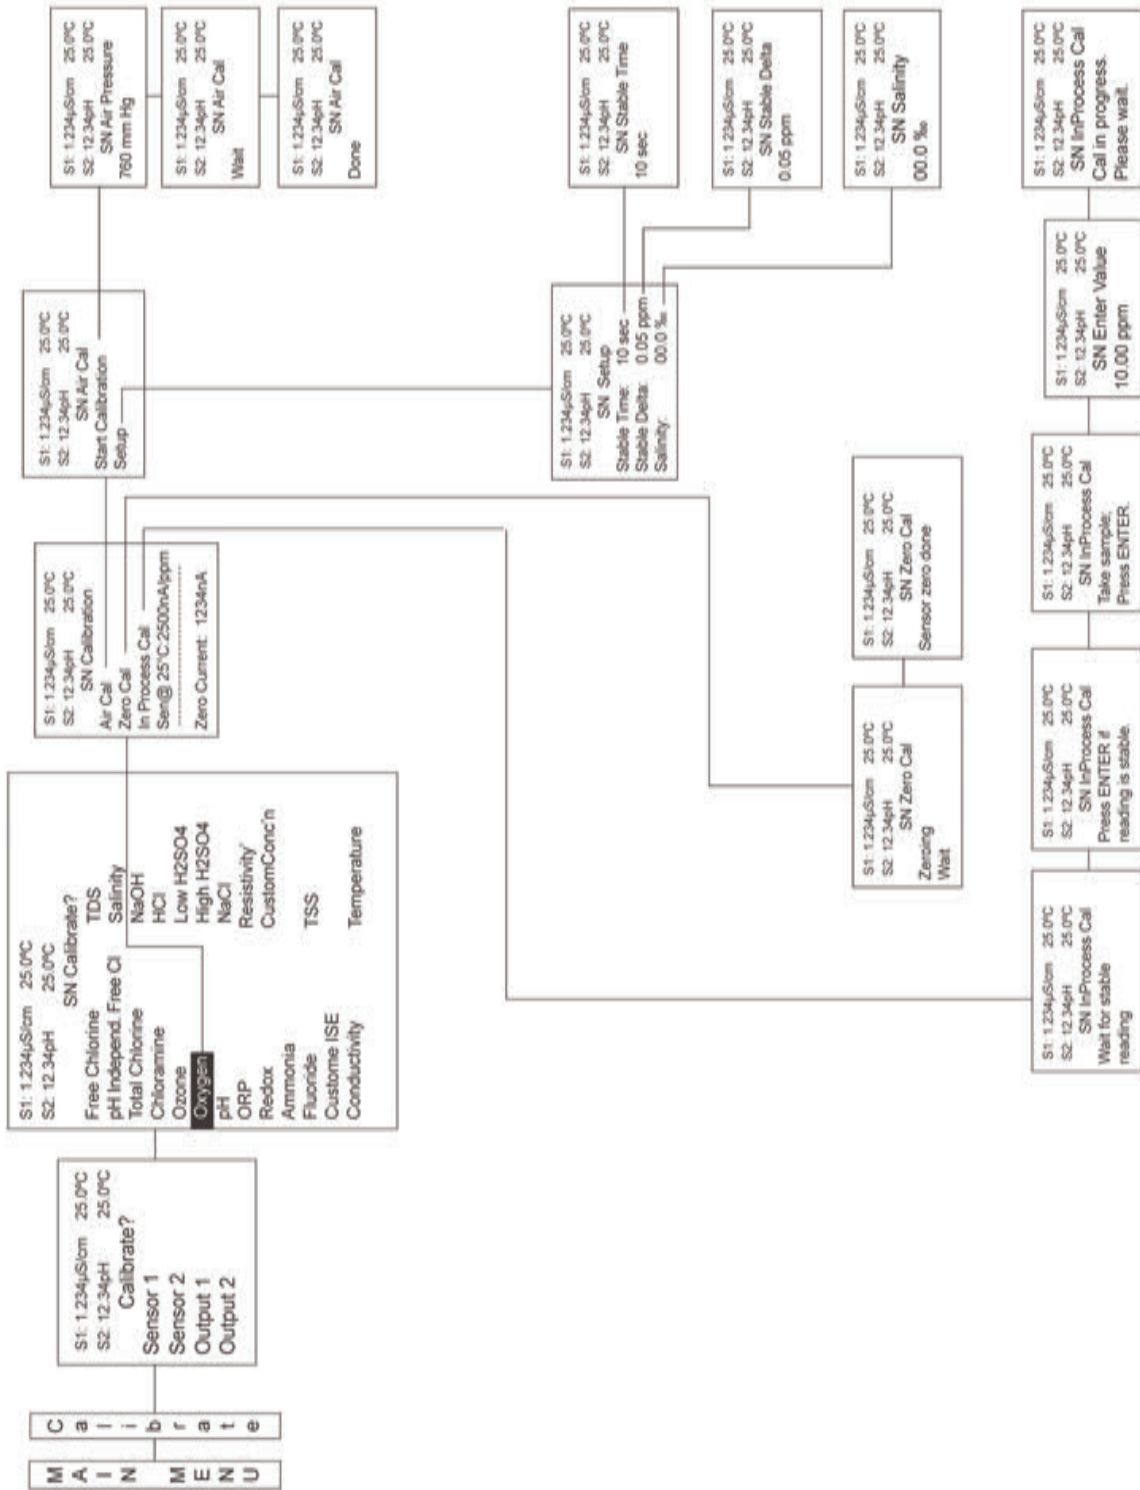 MAIN MENU
Calibrate
S1: 1.234µS/cm 25.0ºC
S2: 12.34pH 25.0ºC
Calibrate?
Sensor 1
Sensor 2
Output 1
Output 2
S1: 1.234µS/cm 25.0ºC
S2: 12.34pH 25.0ºC
SN Calibrate?
Free Chlorine TDS
pH Independ. Free Cl Salinity
Total Chlorine NaOH
Chloramine HCl
Ozone Low H2SO4
Oxygen High H2SO4
pH NaCl
ORP Resistivity
Redox CustomConc'n
Ammonia
Fluoride TSS
Custome ISE
Conductivity Temperature
S1: 1.234µS/cm 25.0ºC
S2: 12.34pH 25.0ºC
SN Calibration
Air Cal
Zero Cal
In Process Cal
Sen@ 25°C:2500nA/ppm
------------------------
Zero Current: 1234nA
S1: 1.234µS/cm 25.0ºC
S2: 12.34pH 25.0ºC
SN Air Cal
Start Calibration
Setup
S1: 1.234µS/cm 25.0ºC
S2: 12.34pH 25.0ºC
SN Air Pressure
760 mm Hg
S1: 1.234µS/cm 25.0ºC
S2: 12.34pH 25.0ºC
SN Air Cal
Wait
S1: 1.234µS/cm 25.0ºC
S2: 12.34pH 25.0ºC
SN Air Cal
Done
S1: 1.234µS/cm 25.0ºC
S2: 12.34pH 25.0ºC
SN Setup
Stable Time: 10 sec
Stable Delta: 0.05 ppm
Salinity: 00.0 ‰
S1: 1.234µS/cm 25.0ºC
S2: 12.34pH 25.0ºC
SN Stable Time
10 sec
S1: 1.234µS/cm 25.0ºC
S2: 12.34pH 25.0ºC
SN Stable Delta
0.05 ppm
S1: 1.234µS/cm 25.0ºC
S2: 12.34pH 25.0ºC
SN Salinity
00.0 ‰
S1: 1.234µS/cm 25.0ºC
S2: 12.34pH 25.0ºC
SN Zero Cal
Zeroing
Wait
S1: 1.234µS/cm 25.0ºC
S2: 12.34pH 25.0ºC
SN Zero Cal
Sensor zero done
S1: 1.234µS/cm 25.0ºC
S2: 12.34pH 25.0ºC
SN InProcess Cal
Wait for stable
reading
S1: 1.234µS/cm 25.0ºC
S2: 12.34pH 25.0ºC
SN InProcess Cal
Press ENTER if
reading is stable.
S1: 1.234µS/cm 25.0ºC
S2: 12.34pH 25.0ºC
SN InProcess Cal
Take sample;
Press ENTER.
S1: 1.234µS/cm 25.0ºC
S2: 12.34pH 25.0ºC
SN Enter Value
10.00 ppm
S1: 1.234µS/cm 25.0ºC
S2: 12.34pH 25.0ºC
SN InProcess Cal
Cal in progress.
Please wait.